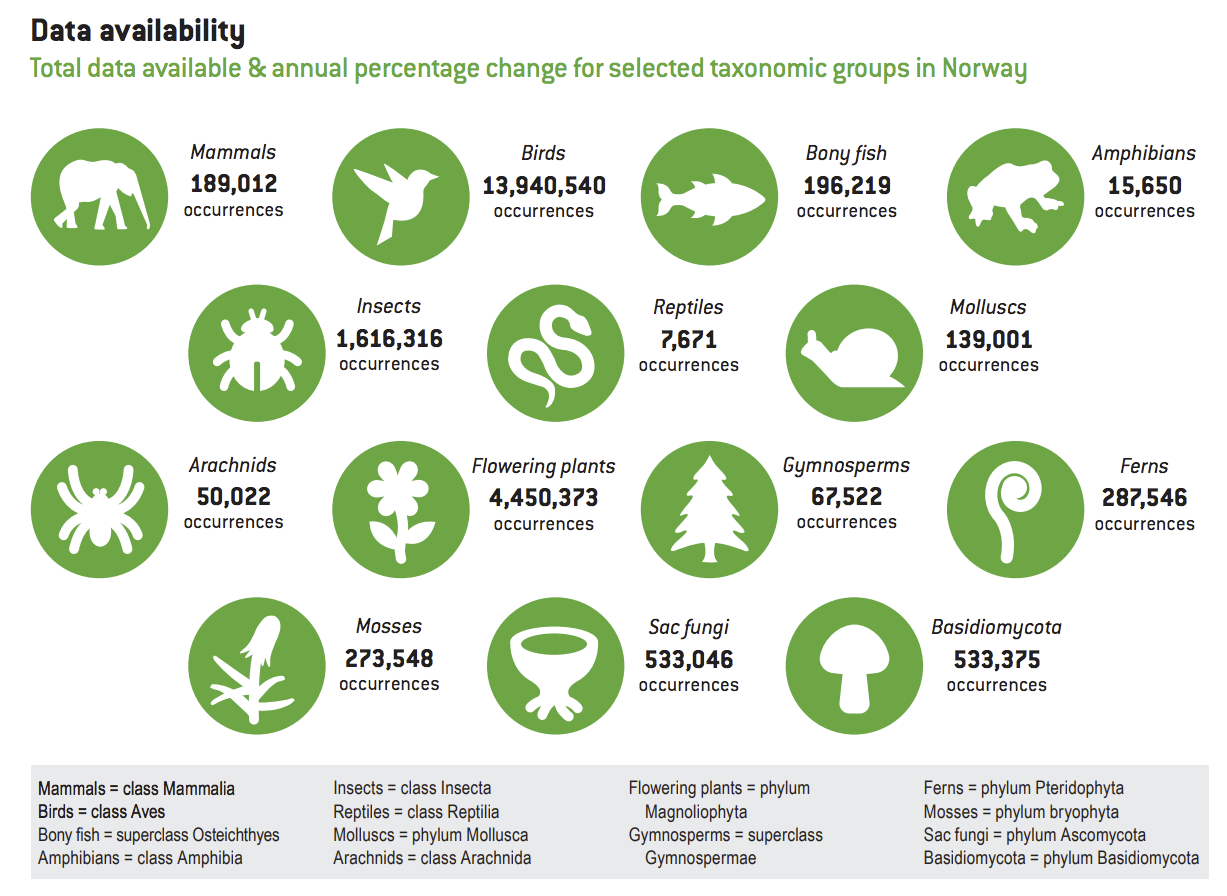 Data availability
Total data available & annual percentage change for selected taxonomic groups in Norway
Mammals
189,012
occurrences
Birds
13,940,540
occurrences
Bony fish
196,219
occurrences
Amphibians
15,650
occurrences
Insects
1,616,316
occurrences
Reptiles
7,671
occurrences
Molluscs
139,001
occurrences
Arachnids
50,022
occurrences
Flowering plants
4,450,373
occurrences
Gymnosperms
67,522
occurrences
Ferns
287,546
occurrences
Mosses
273,548
occurrences
Sac fungi
533,046
occurrences
Basidiomycota
533,375
occurrences
Mammals = class Mammalia
Birds = class Aves
Bony fish = superclass Osteichthyes
Amphibians = class Amphibia
Insects = class Insecta
Reptiles = class Reptilia
Molluscs = phylum Mollusca
Arachnids = class Arachnida
Flowering plants = phylum
Magnoliophyta
Gymnosperms = superclass
Gymnospermae
Ferns = phylum Pteridophyta
Mosses = phylum bryophyta
Sac fungi = phylum Ascomycota
Basidiomycota = phylum Basidiomycota